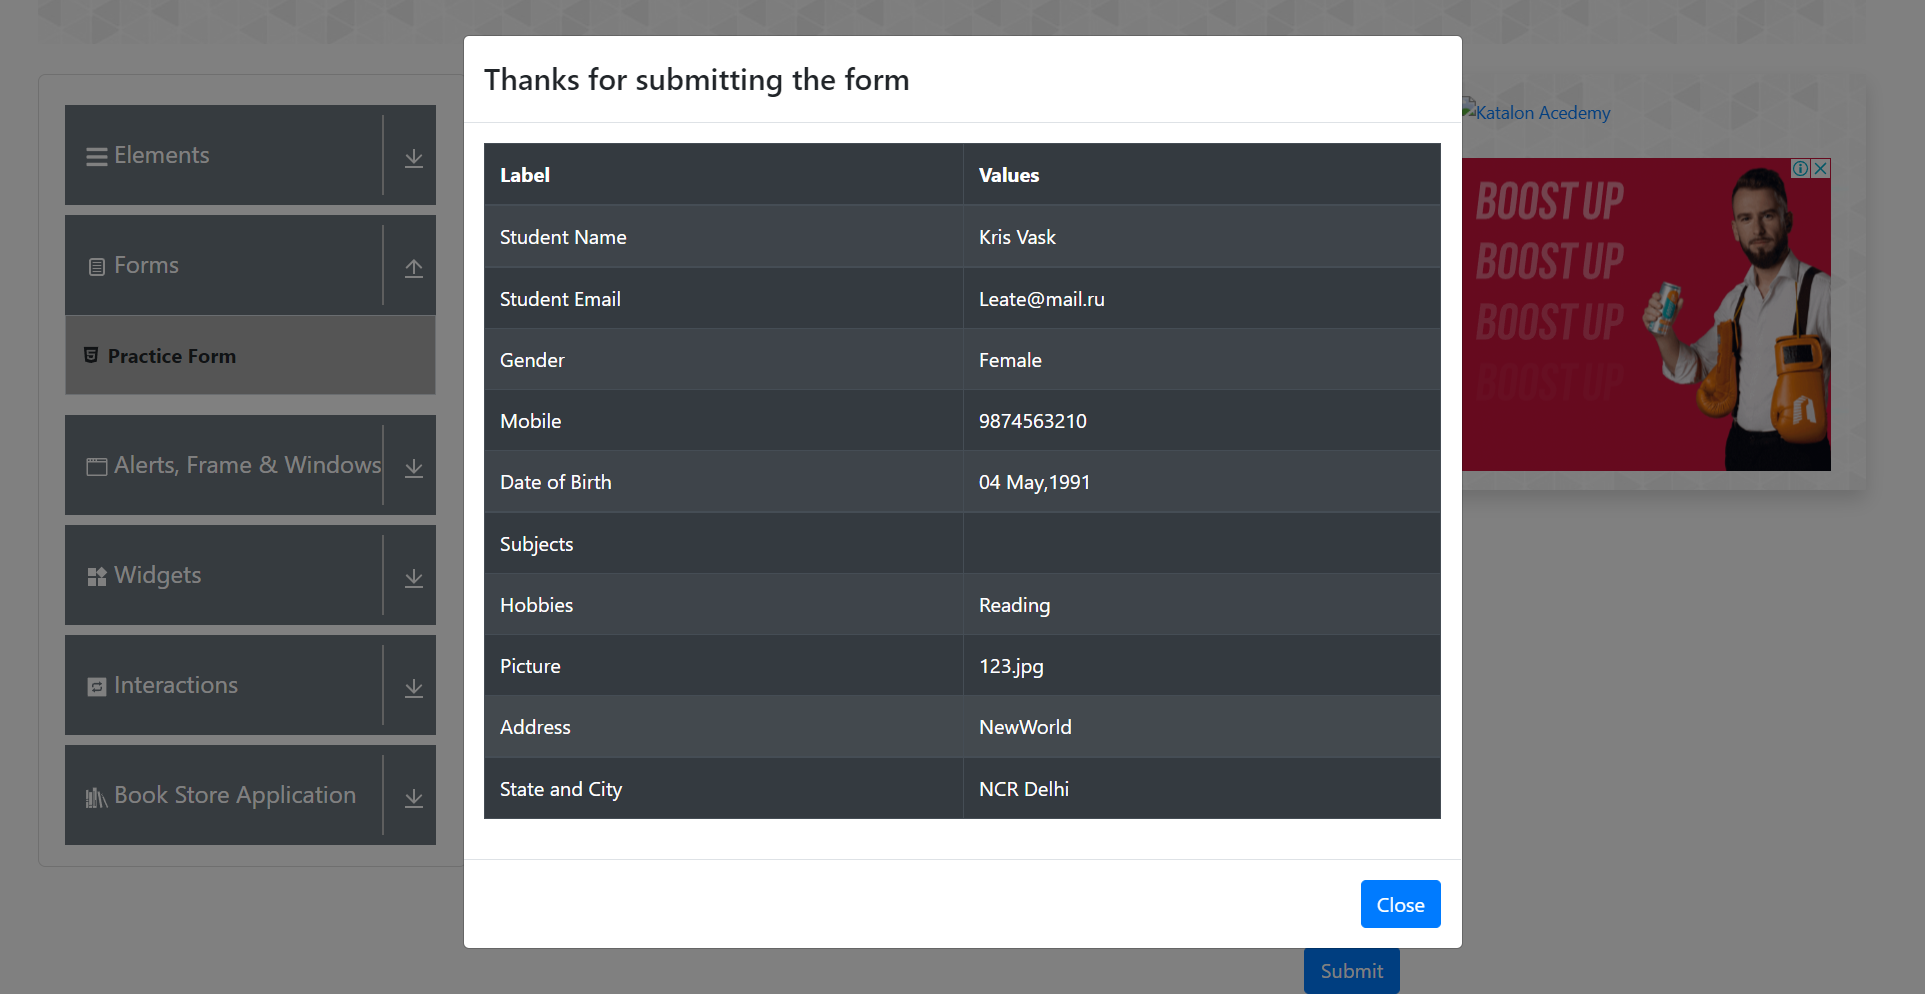 Thanks for submitting the form
Label Values
Student Name Kris Vask
Student Email Leate@mail.ru
Gender Female
Mobile 9874563210
Date of Birth 04 May,1991
Subjects
Hobbies Reading
Picture 123.jpg
Address NewWorld
State and City NCR Delhi
Close
Submit
Elements
Forms
Practice Form
Alerts, Frame & Windows
Widgets
Interactions
Book Store Application
Katalon Acedemy
BOOST UP
BOOST UP
BOOST UP
BOOST UP